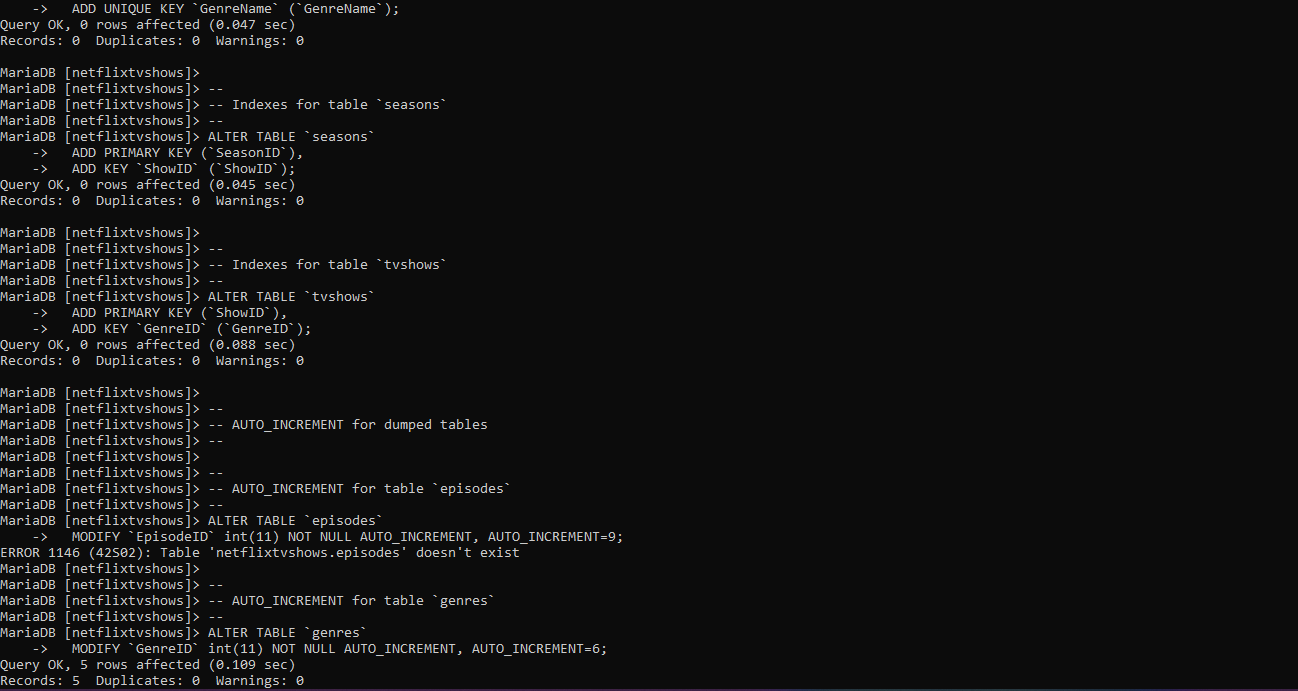 ->   ADD UNIQUE KEY `GenreName` (`GenreName`);
Query OK, 0 rows affected (0.047 sec)
Records: 0  Duplicates: 0  Warnings: 0
MariaDB [netflixtvshows]>
MariaDB [netflixtvshows]> --
MariaDB [netflixtvshows]> -- Indexes for table `seasons`
MariaDB [netflixtvshows]> --
MariaDB [netflixtvshows]> ALTER TABLE `seasons`
    ->   ADD PRIMARY KEY (`SeasonID`),
    ->   ADD KEY `ShowID` (`ShowID`);
Query OK, 0 rows affected (0.045 sec)
Records: 0  Duplicates: 0  Warnings: 0
MariaDB [netflixtvshows]>
MariaDB [netflixtvshows]> --
MariaDB [netflixtvshows]> -- Indexes for table `tvshows`
MariaDB [netflixtvshows]> --
MariaDB [netflixtvshows]> ALTER TABLE `tvshows`
    ->   ADD PRIMARY KEY (`ShowID`),
    ->   ADD KEY `GenreID` (`GenreID`);
Query OK, 0 rows affected (0.088 sec)
Records: 0  Duplicates: 0  Warnings: 0
MariaDB [netflixtvshows]>
MariaDB [netflixtvshows]> --
MariaDB [netflixtvshows]> -- AUTO_INCREMENT for dumped tables
MariaDB [netflixtvshows]> --
MariaDB [netflixtvshows]>
MariaDB [netflixtvshows]> --
MariaDB [netflixtvshows]> -- AUTO_INCREMENT for table `episodes`
MariaDB [netflixtvshows]> --
MariaDB [netflixtvshows]> ALTER TABLE `episodes`
    ->   MODIFY `EpisodeID` int(11) NOT NULL AUTO_INCREMENT, AUTO_INCREMENT=9;
ERROR 1146 (42S02): Table 'netflixtvshows.episodes' doesn't exist
MariaDB [netflixtvshows]>
MariaDB [netflixtvshows]> --
MariaDB [netflixtvshows]> -- AUTO_INCREMENT for table `genres`
MariaDB [netflixtvshows]> --
MariaDB [netflixtvshows]> ALTER TABLE `genres`
    ->   MODIFY `GenreID` int(11) NOT NULL AUTO_INCREMENT, AUTO_INCREMENT=6;
Query OK, 5 rows affected (0.109 sec)
Records: 5  Duplicates: 0  Warnings: 0